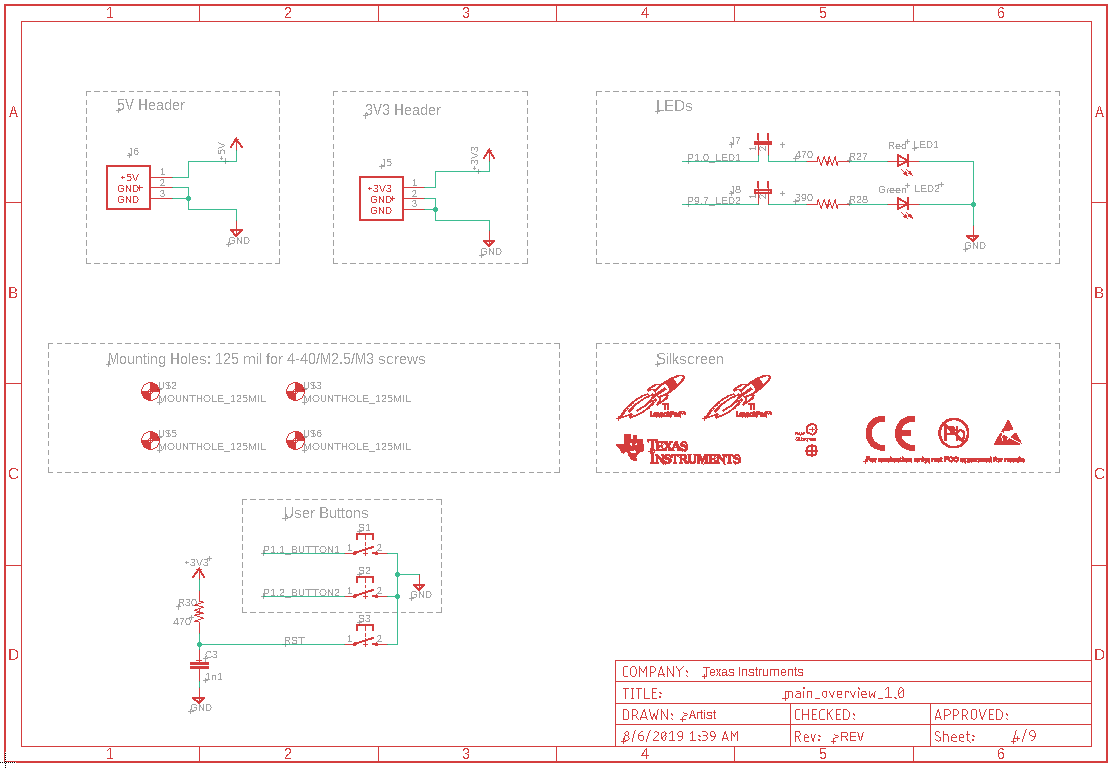 1 2 3 4 5 6
A A
5V Header
3V3 Header
LEDs
J6
+5V
+5V
GND
GND
1
2
3
GND
J5
+3V3
+3V3
GND
GND
1
2
3
GND
J7
1 2
P1.0_LED1
470
R27
Red
LED1
J8
1 2
P9.7_LED2
390
R28
Green
LED2
GND
B B
Mounting Holes: 125 mil for 4-40/M2.5/M3 screws
U$2
MOUNTHOLE_125MIL
U$3
MOUNTHOLE_125MIL
U$5
MOUNTHOLE_125MIL
U$6
MOUNTHOLE_125MIL
Silkscreen
TI
LaunchPad
TI
LaunchPad
TEXAS
INSTRUMENTS
CE
Pb
For evaluation only; not FCC approved for resale
C C
User Buttons
S1
P1.1_BUTTON1
1 2
S2
P1.2_BUTTON2
1 2
GND
S3
RST
1 2
+3V3
R30
470
C3
1n1
GND
D D
COMPANY: Texas Instruments
TITLE: main_overview_1.0
DRAWN: >Artist
CHECKED:
APPROVED:
8/6/2019 1:39 AM
Rev: >REV
Sheet: 4/9
1 2 3 4 5 6